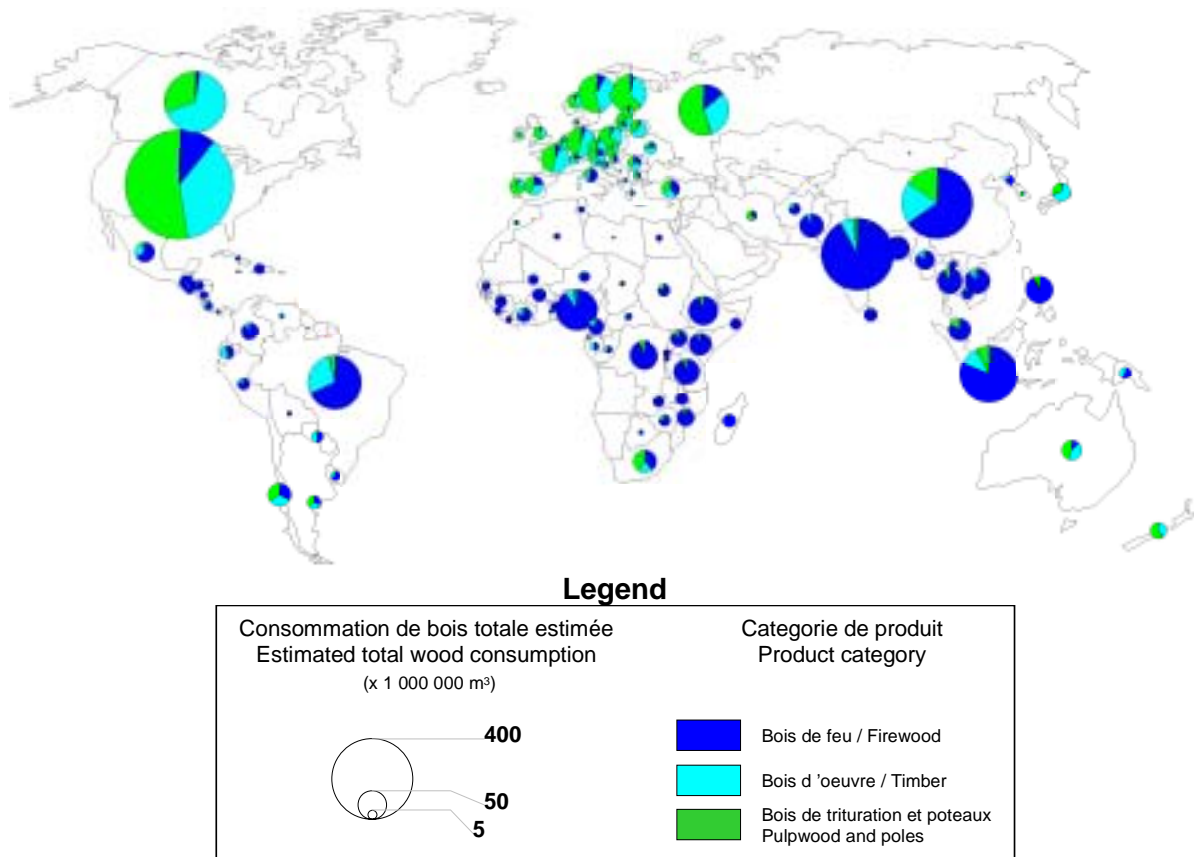 Legend
Consommation de bois totale estimée
Estimated total wood consumption
(x 1 000 000 m³)
400
50
5
Categorie de produit
Product category
Bois de feu / Firewood
Bois d ’oeuvre / Timber
Bois de trituration et poteaux
Pulpwood and poles